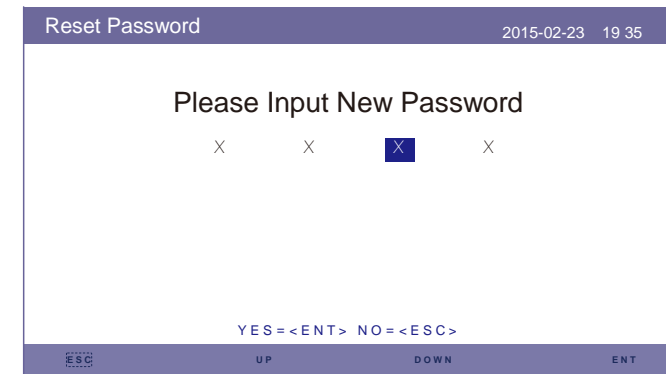 Reset Password 2015-02-23 19 35
Please Input New Password
X X X X
YES=<ENT> NO=<ESC>
ESC UP DOWN ENT